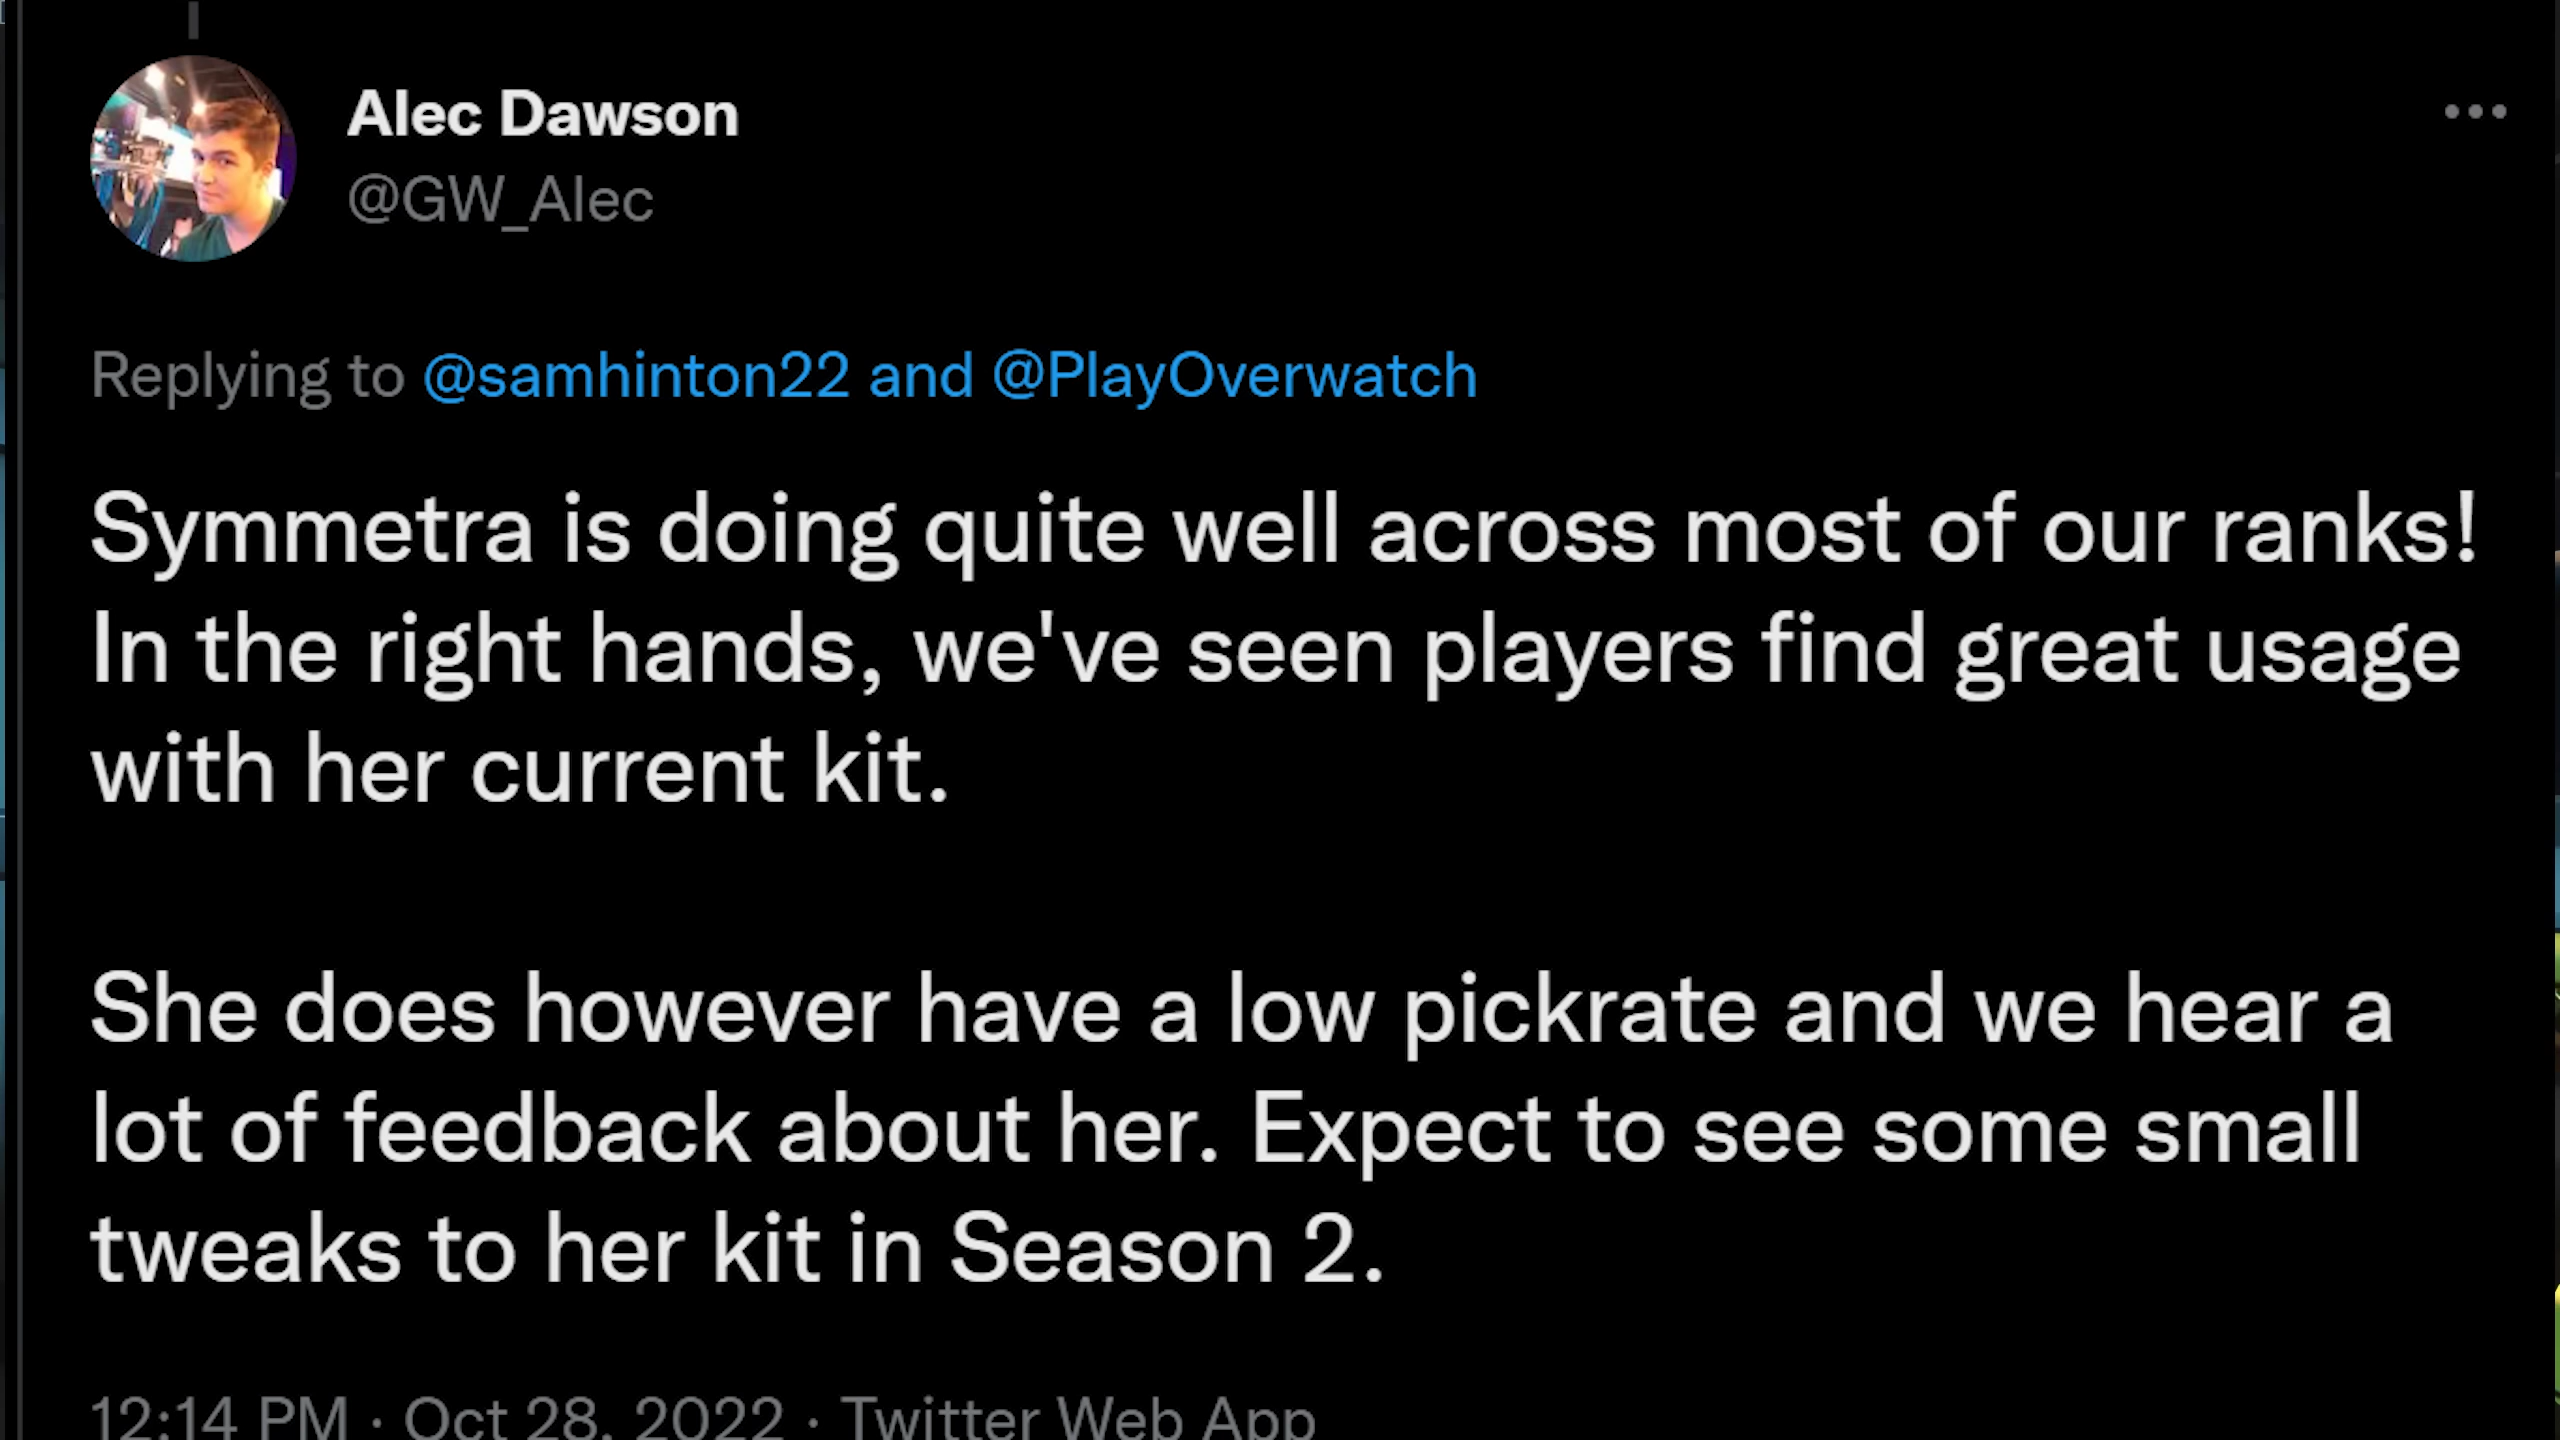 Alec Dawson
@GW_Alec
Replying to @samhinton22 and @PlayOverwatch
Symmetra is doing quite well across most of our ranks!
In the right hands, we've seen players find great usage
with her current kit.
She does however have a low pickrate and we hear a
lot of feedback about her. Expect to see some small
tweaks to her kit in Season 2.
12:14 PM · Oct 28, 2022 · Twitter Web App